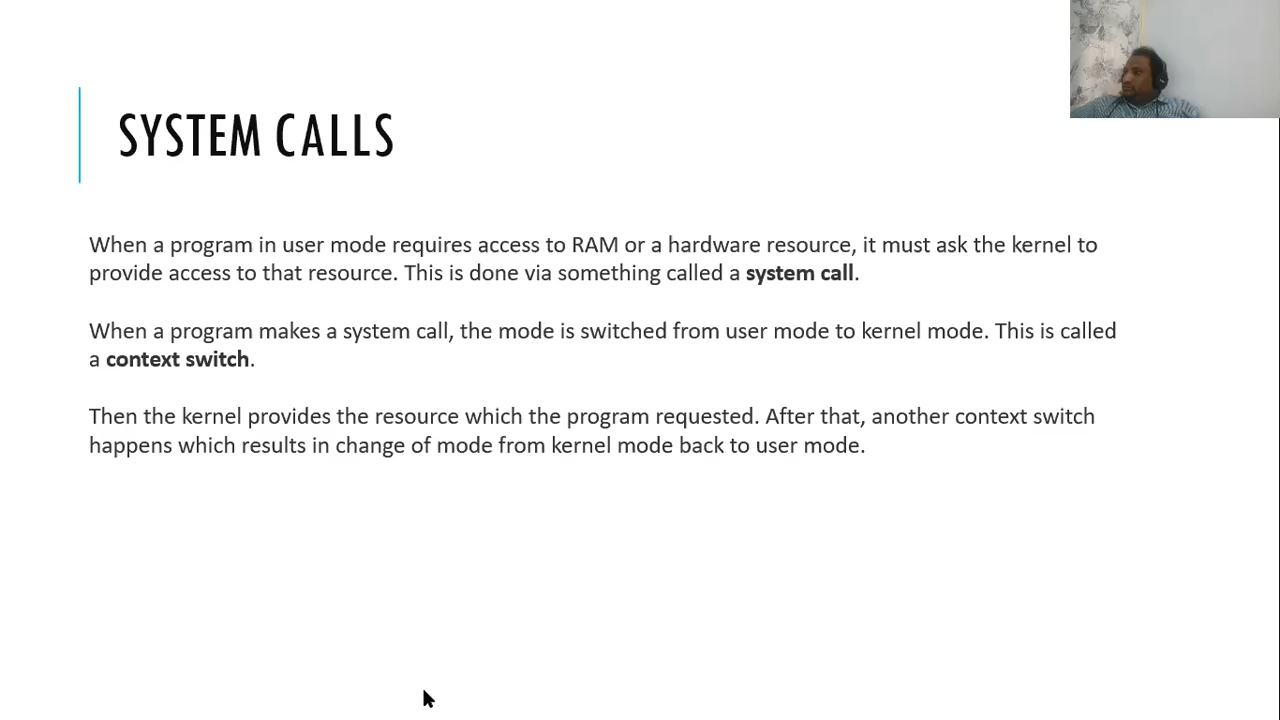 SYSTEM CALLS
When a program in user mode requires access to RAM or a hardware resource, it must ask the kernel to
provide access to that resource. This is done via something called a system call.
When a program makes a system call, the mode is switched from user mode to kernel mode. This is called
a context switch.
Then the kernel provides the resource which the program requested. After that, another context switch
happens which results in change of mode from kernel mode back to user mode.